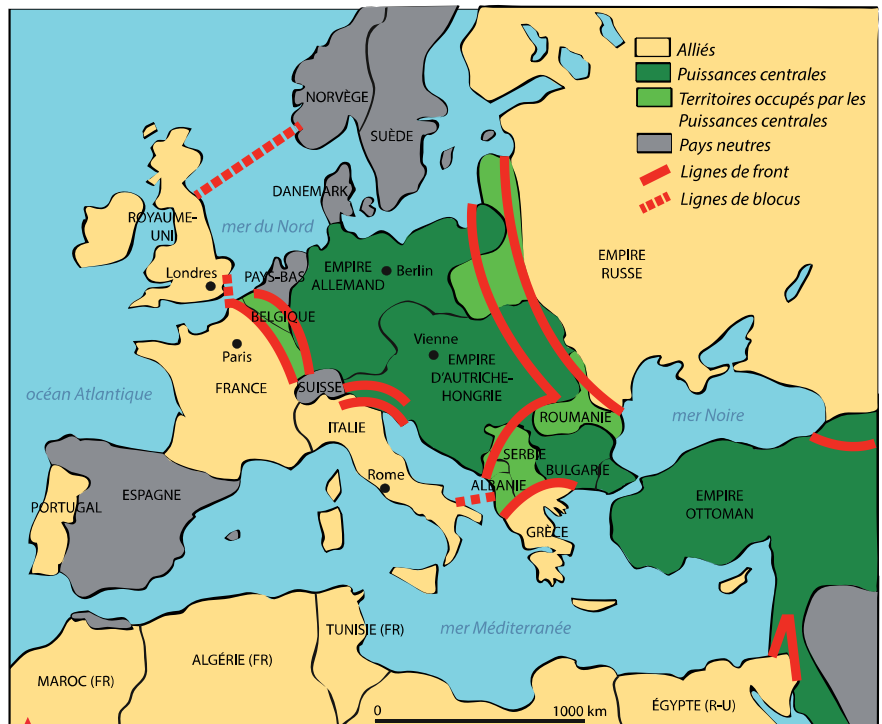 Alliés
Puissances centrales
Territoires occupés par les
Puissances centrales
Pays neutres
Lignes de front
Lignes de blocus
NORVÈGE
SUÈDE
DANEMARK
ROYAUME-
UNI
mer du Nord
Londres
PAYS-BAS
EMPIRE
ALLEMAND
Berlin
EMPIRE
RUSSE
BELGIQUE
Paris
Vienne
FRANCE
SUISSE
EMPIRE
D'AUTRICHE-
HONGRIE
océan Atlantique
ITALIE
ROUMANIE
mer Noire
SERBIE
BULGARIE
ALBANIE
Rome
ESPAGNE
PORTUGAL
GRÈCE
EMPIRE
OTTOMAN
mer Méditerranée
TUNISIE (FR)
ALGÉRIE (FR)
MAROC (FR)
ÉGYPTE (R-U)
0 1000 km